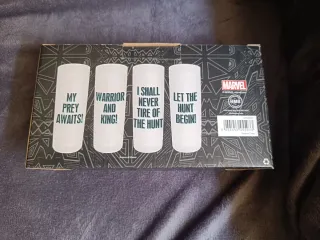 MY
PREY
AWAITS!
WARRIOR
AND
KING!
I SHALL
NEVER
TIRE OF
THE HUNT
LET THE
HUNT
BEGIN!
MARVEL